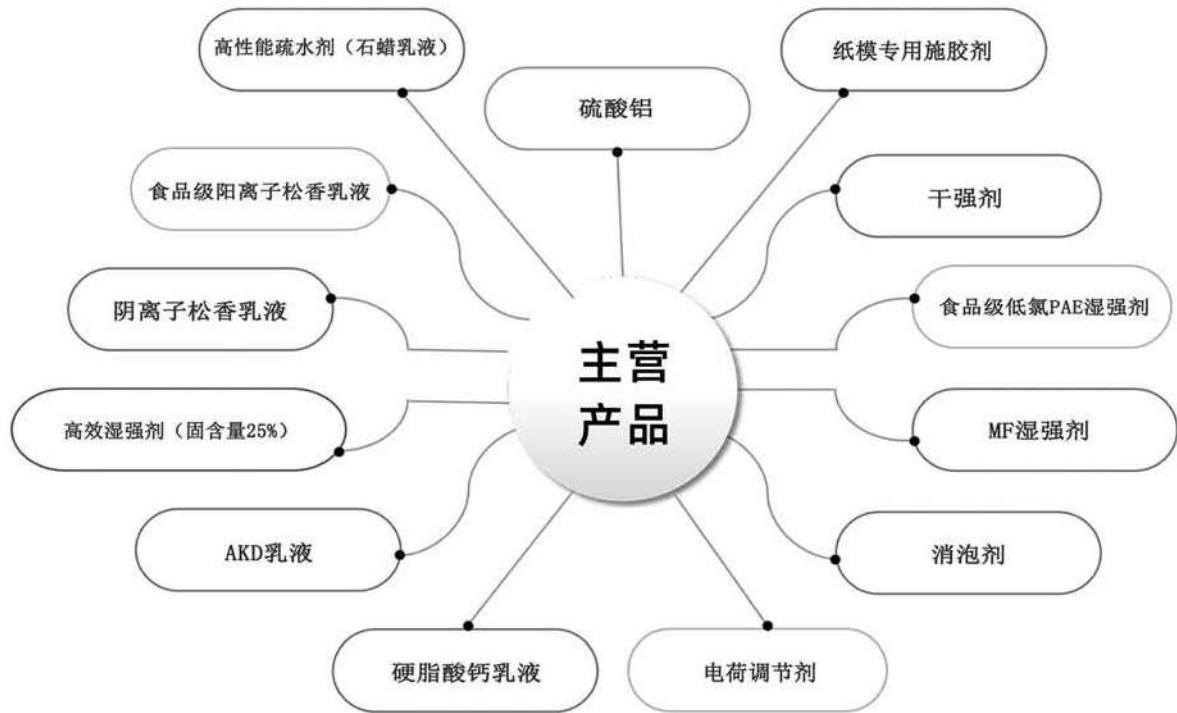 高性能疏水剂（石蜡乳液）
纸模专用施胶剂
硫酸铝
食品级阳离子松香乳液
干强剂
阴离子松香乳液
食品级低氯PAE湿强剂
主营
产品
高效湿强剂（固含量25%）
MF湿强剂
AKD乳液
消泡剂
硬脂酸钙乳液
电荷调节剂